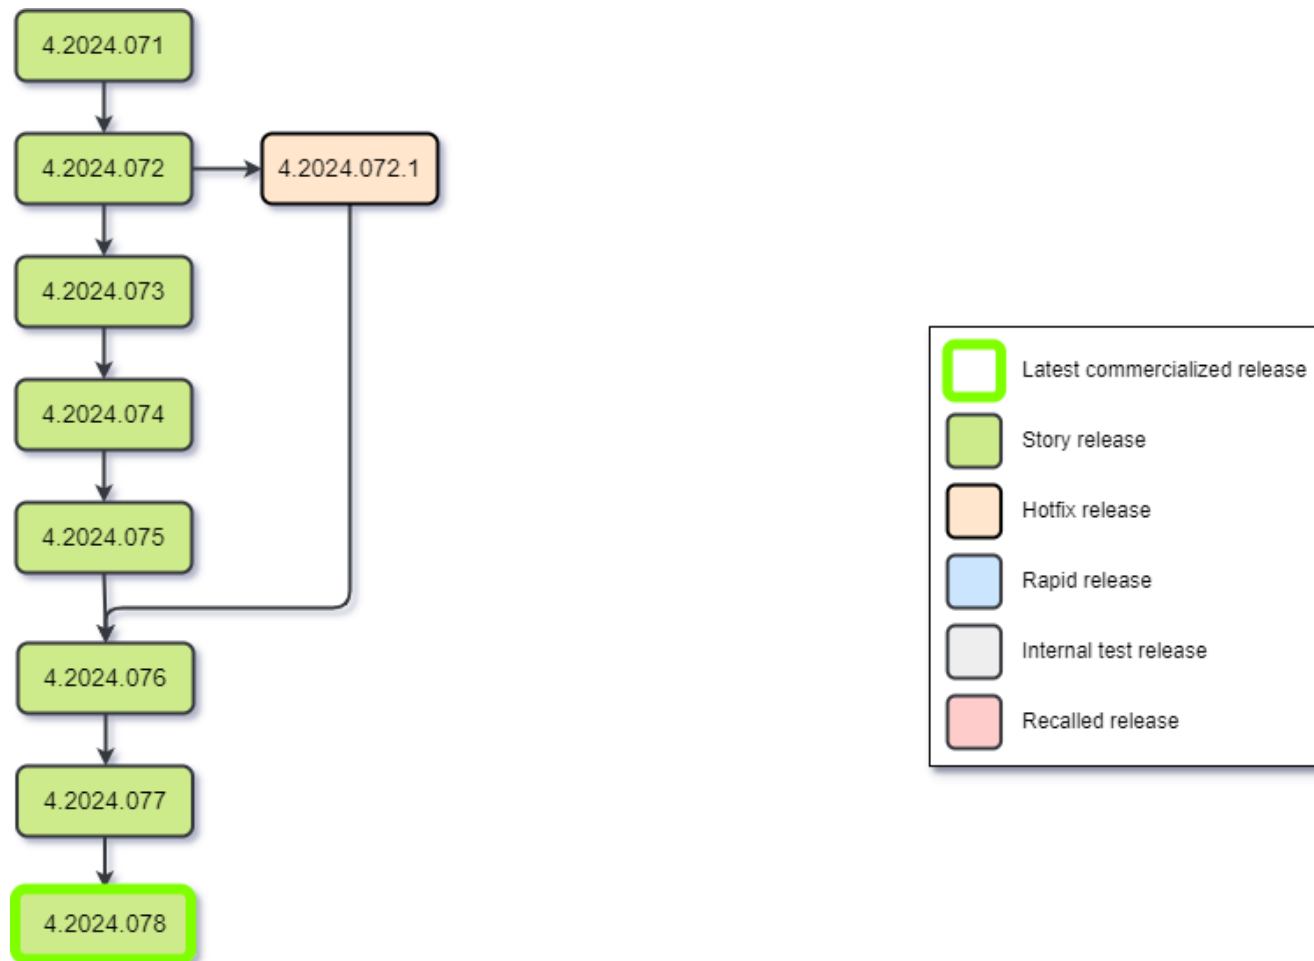 4.2024.071
4.2024.072
4.2024.072.1
4.2024.073
4.2024.074
4.2024.075
4.2024.076
4.2024.077
4.2024.078
Latest commercialized release
Story release
Hotfix release
Rapid release
Internal test release
Recalled release